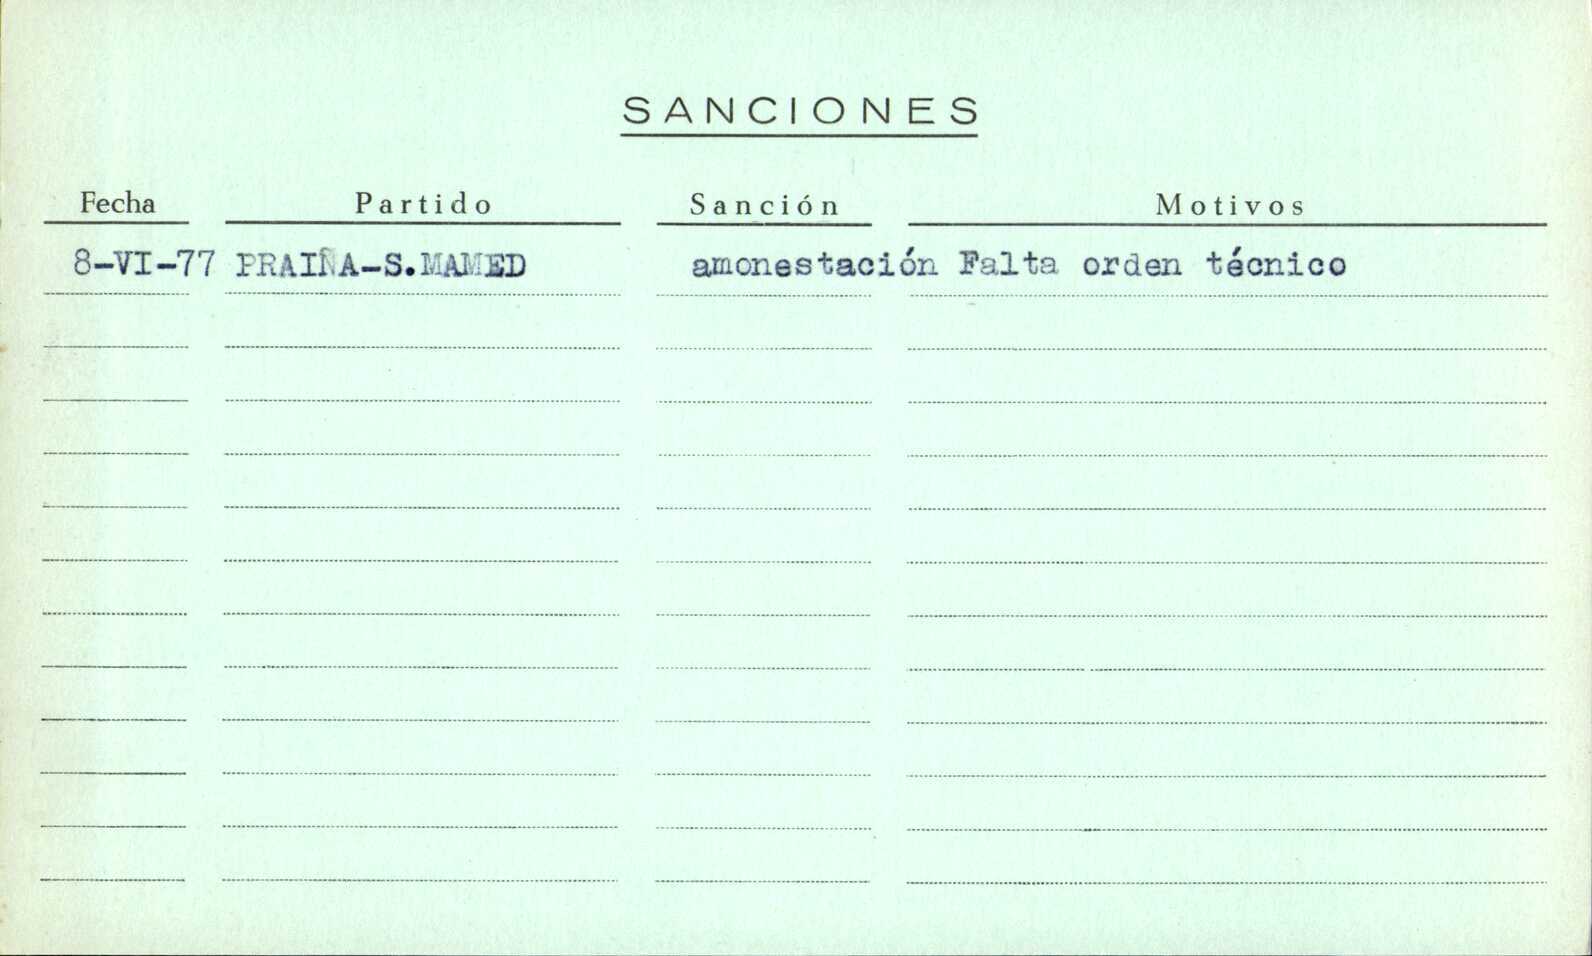 SANCIONES
Fecha Partido Sanción Motivos
8-VI-77 PRAIÑA-S.MAMED amonestación Falta orden técnico